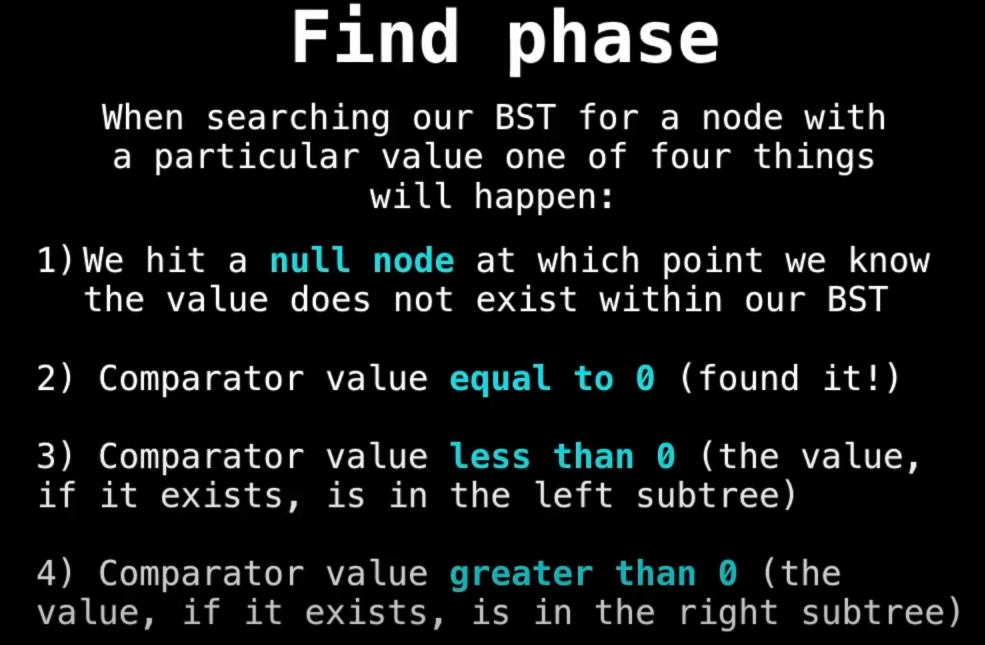 Find phase
When searching our BST for a node with
a particular value one of four things
will happen:
1) We hit a null node at which point we know
the value does not exist within our BST
2) Comparator value equal to 0 (found it!)
3) Comparator value less than 0 (the value,
if it exists, is in the left subtree)
4) Comparator value greater than 0 (the
value, if it exists, is in the right subtree)